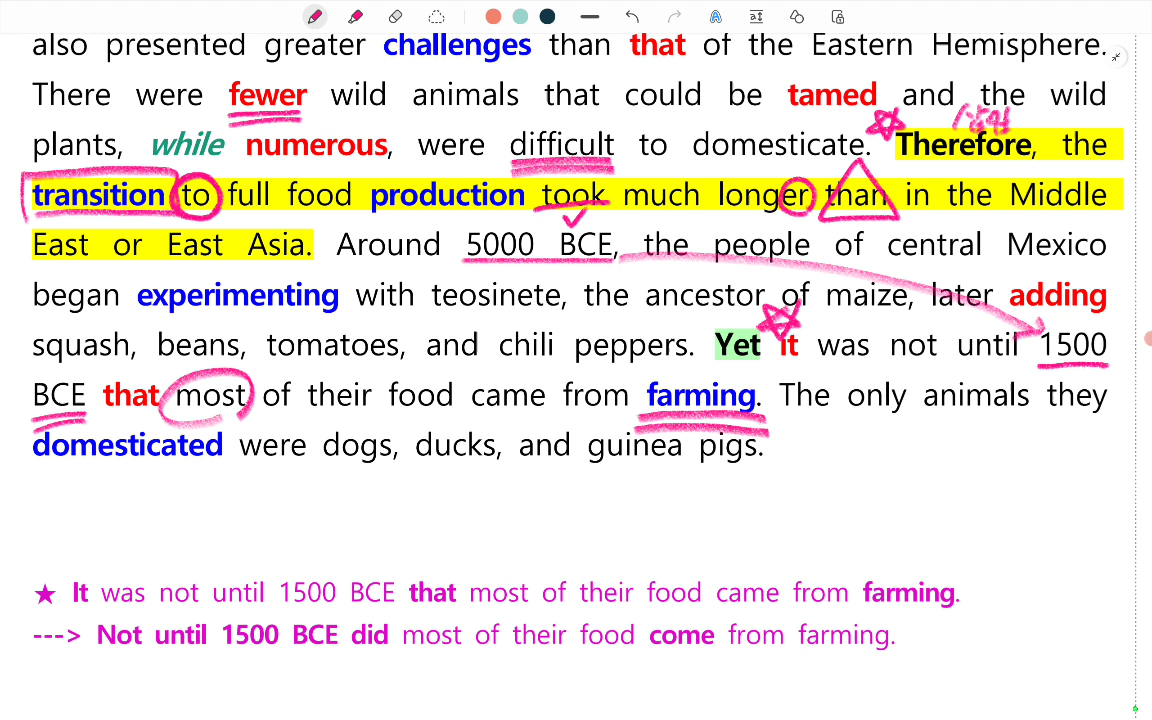 also presented greater challenges than that of the Eastern Hemisphere.
There were fewer wild animals that could be tamed and the wild
plants, while numerous, were difficult to domesticate. Therefore, the
transition to full food production took much longer than in the Middle
East or East Asia. Around 5000 BCE, the people of central Mexico
began experimenting with teosinete, the ancestor of maize, later adding
squash, beans, tomatoes, and chili peppers. Yet it was not until 1500
BCE that most of their food came from farming. The only animals they
domesticated were dogs, ducks, and guinea pigs.
★ It was not until 1500 BCE that most of their food came from farming.
---> Not until 1500 BCE did most of their food come from farming.